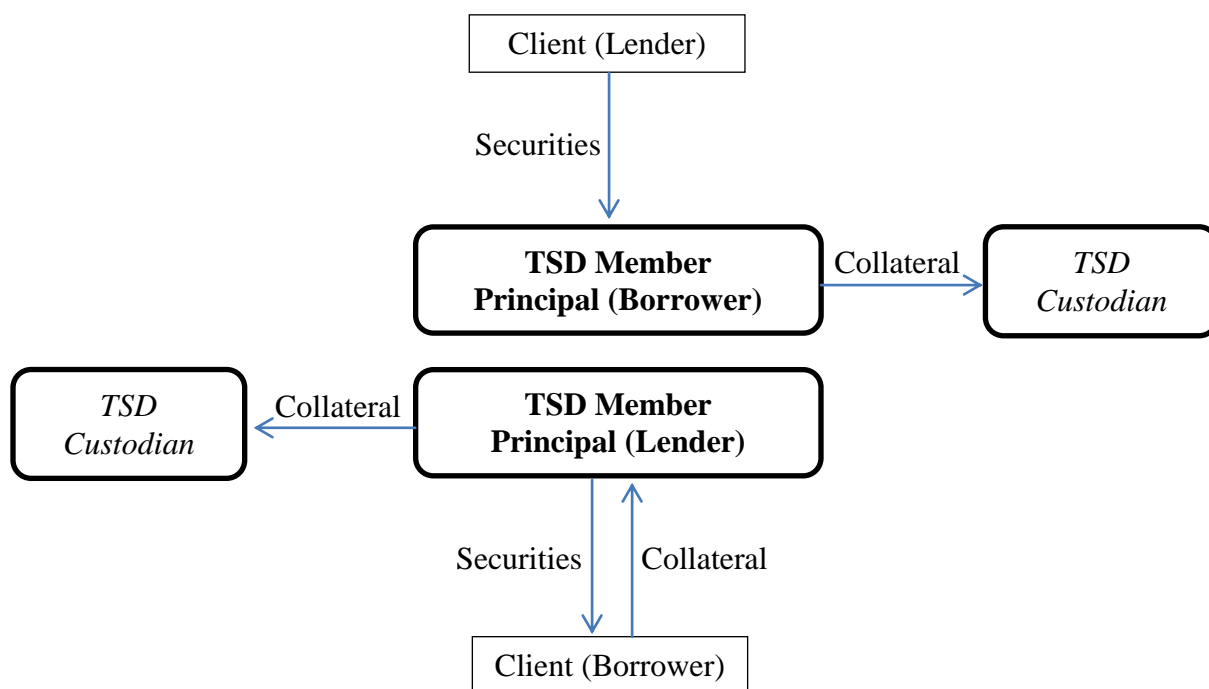 Client (Lender)
Securities
TSD Member
Principal (Borrower)
Collateral
TSD
Custodian
TSD
Custodian
Collateral
TSD Member
Principal (Lender)
Securities
Collateral
Client (Borrower)